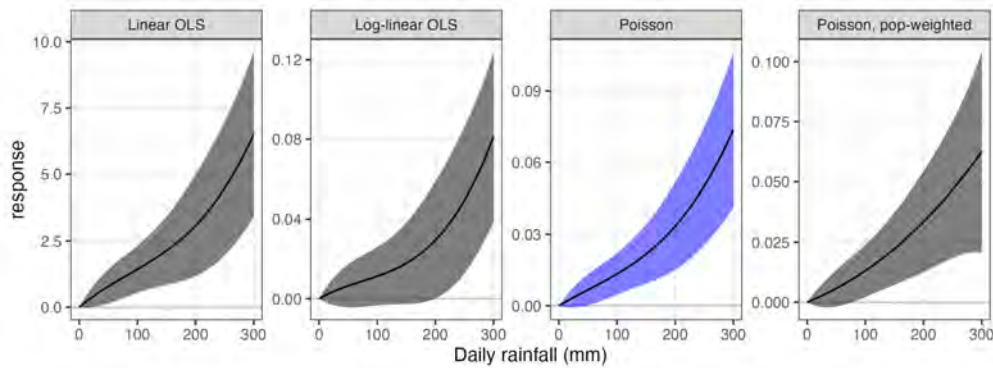 Linear OLS
Log-linear OLS
Poisson
Poisson, pop-weighted
response
10.0
7.5
5.0
2.5
0.0
0.12
0.08
0.04
0.00
0.09
0.06
0.03
0.00
0.100
0.075
0.050
0.025
0.000
0 100 200 300
0 100 200 300
0 100 200 300
0 100 200 300
Daily rainfall (mm)